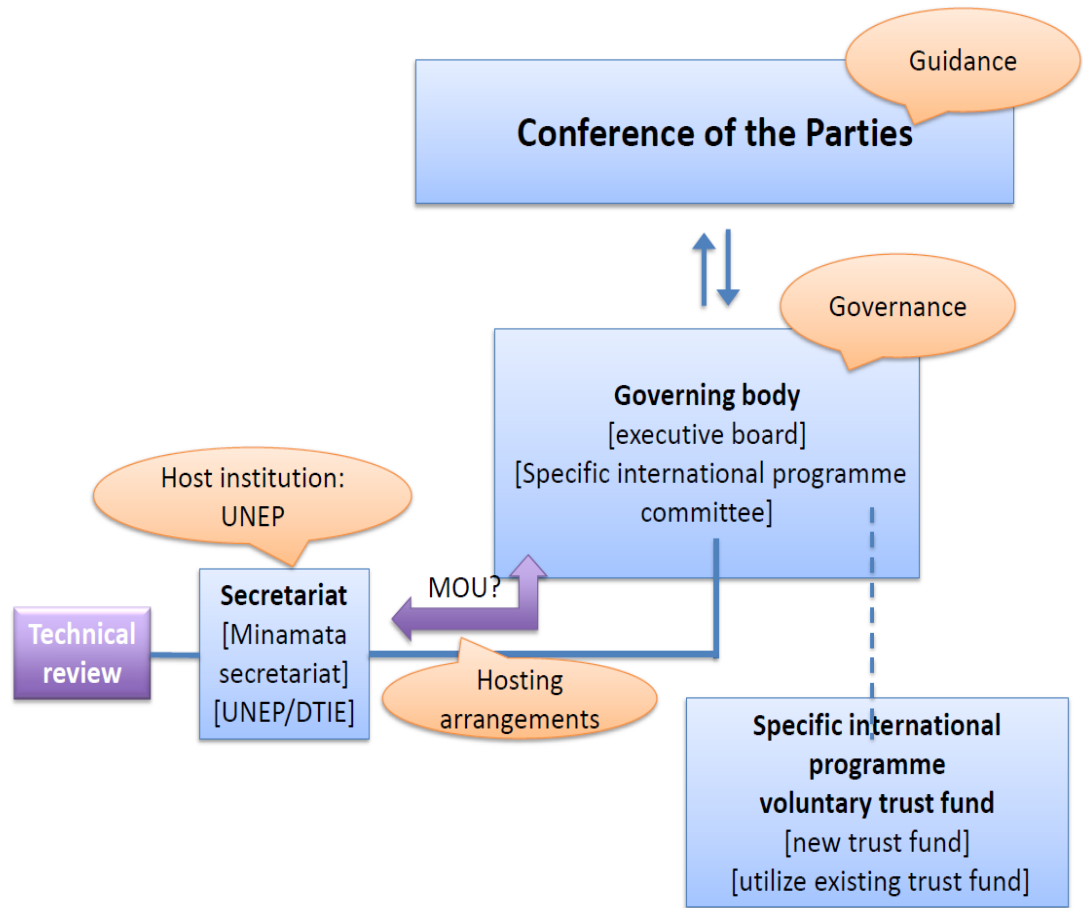 Guidance
Conference of the Parties
Governance
Governing body
[executive board]
[Specific international programme
committee]
Host institution:
UNEP
MOU?
Secretariat
[Minamata
secretariat]
[UNEP/DTIE]
Technical
review
Hosting
arrangements
Specific international
programme
voluntary trust fund
[new trust fund]
[utilize existing trust fund]